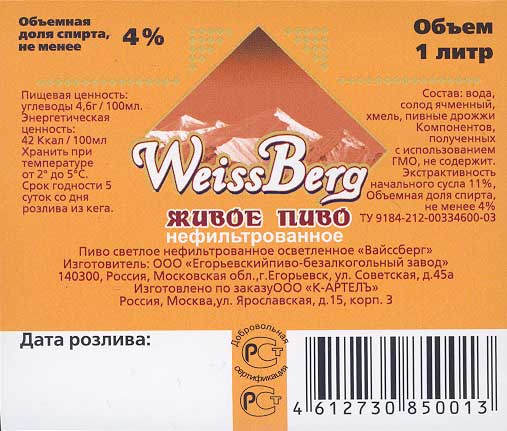 Объемная
доля спирта,
не менее
4%
Объем
1 литр
Пищевая ценность:
углеводы 4,6г / 100мл.
Энергетическая
ценность:
42 Ккал / 100мл
Хранить при
температуре
от 2° до 5°С.
Срок годности 5
суток со дня
розлива из кега.
Состав: вода,
солод ячменный,
хмель, пивные дрожжи
Компонентов,
полученных
с использованием
ГМО, не содержит.
Экстрактивность
начального сусла 11%,
Объемная доля спирта,
не менее 4%
ТУ 9184-212-00334600-03
WeissBerg
живое пиво
нефильтрованное
Пиво светлое нефильтрованное осветленное «Вайссберг»
Изготовитель: ООО «Егорьевскийпиво-безалкогольный завод»
140300, Россия, Московская обл.,г.Егорьевск, ул. Советская, д.45а
Изготовлено по заказуООО «К-АРТЕЛЪ»
Россия, Москва,ул. Ярославская, д.15, корп. 3
Дата розлива:
Добровольная
РСТ
сертификация
РСТ
4 612730 850013